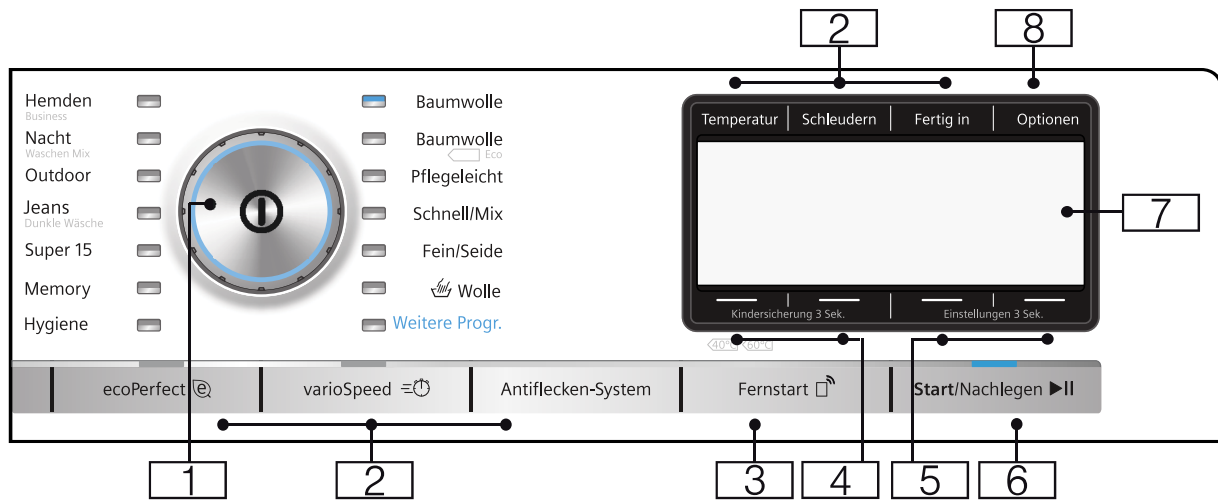 2
8
Hemden
Business
Nacht
Waschen Mix
Outdoor
Jeans
Dunkle Wäsche
Super 15
Memory
Hygiene
Baumwolle
Baumwolle
Eco
Pflegeleicht
Schnell/Mix
Fein/Seide
Wolle
Weitere Progr.
Temperatur
Schleudern
Fertig in
Optionen
7
Kindersicherung 3 Sek.
Einstellungen 3 Sek.
40°C 60°C
ecoPerfect e
varioSpeed
Antiflecken-System
Fernstart
Start/Nachlegen
1
2
3
4
5
6